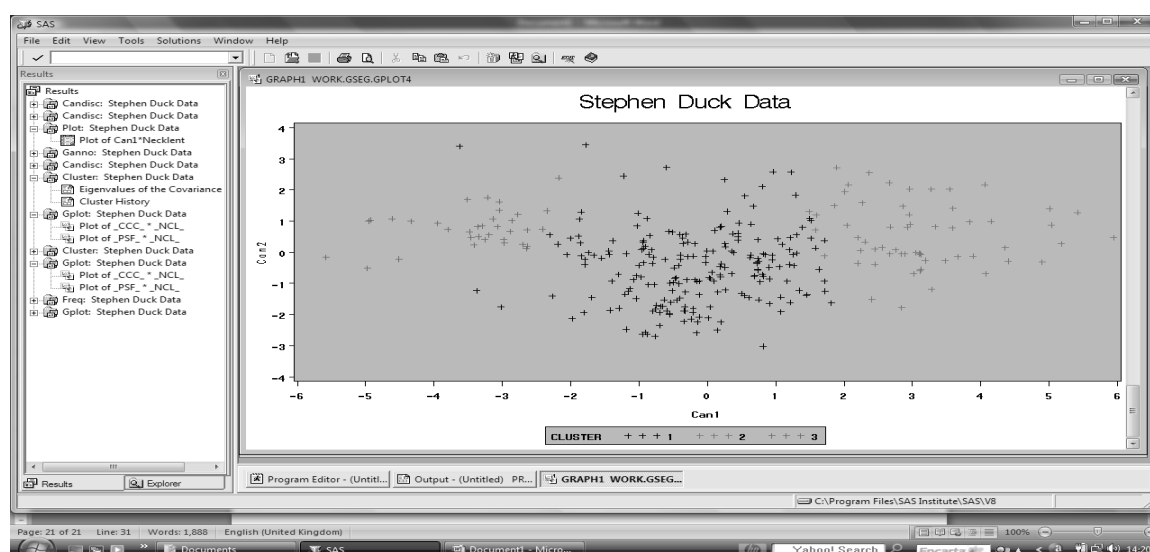 SAS
File Edit View Tools Solutions Window Help
Results
Results
Candisc: Stephen Duck Data
Candisc: Stephen Duck Data
Plot: Stephen Duck Data
Plot of Can1*Necklent
Ganno: Stephen Duck Data
Candisc: Stephen Duck Data
Cluster: Stephen Duck Data
Eigenvalues of the Covariance
Cluster History
Gplot: Stephen Duck Data
Plot of _CCC_ * _NCL_
Plot of _PSF_ * _NCL_
Cluster: Stephen Duck Data
Gplot: Stephen Duck Data
Plot of _CCC_ * _NCL_
Plot of _PSF_ * _NCL_
Freq: Stephen Duck Data
Gplot: Stephen Duck Data
Results Explorer
GRAPH1 WORK.GSEG.GPLOT4
Stephen Duck Data
Can2
4
3
2
1
0
-1
-2
-3
-4
-6 -5 -4 -3 -2 -1 0 1 2 3 4 5 6
Can1
CLUSTER + + + 1 + + + 2 + + + 3
Program Editor - (Untitl... Output - (Untitled) PR... GRAPH1 WORK.GSEG...
C:\Program Files\SAS Institute\SAS\V8
Page: 21 of 21 Line: 31 Words: 1,888 English (United Kingdom) 100%
Documents SAS Document1 - Micro... Yahoo! Search Encarta 14:20